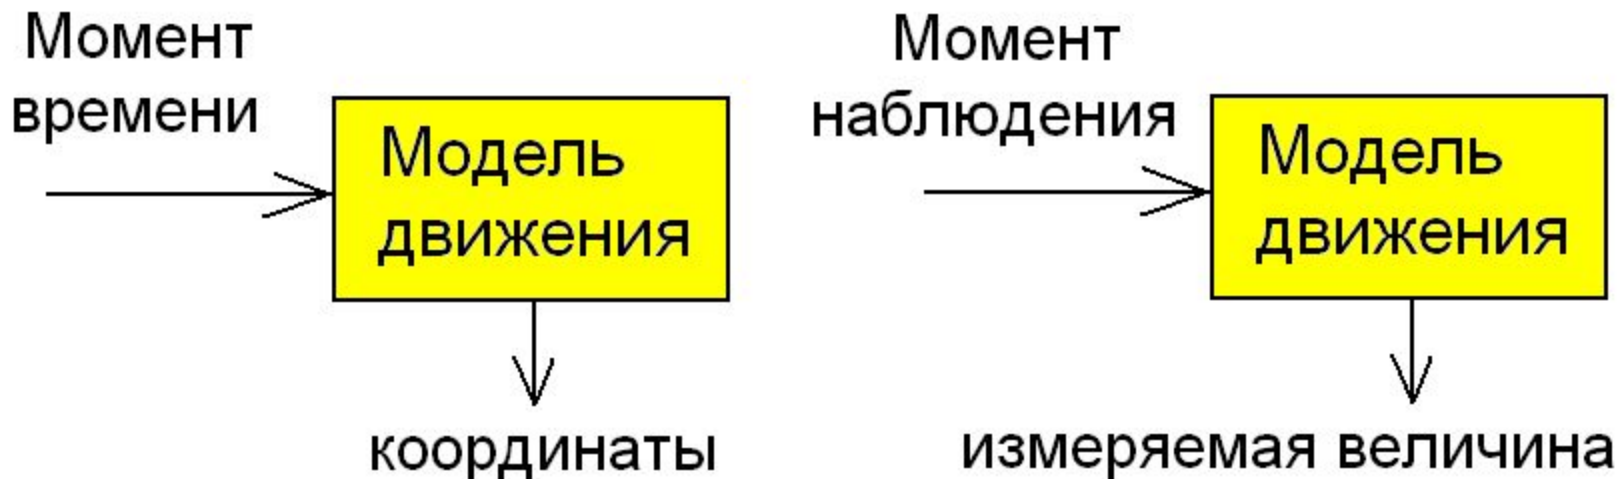 Момент
времени
Модель
движения
координаты
Момент
наблюдения
Модель
движения
измеряемая величина